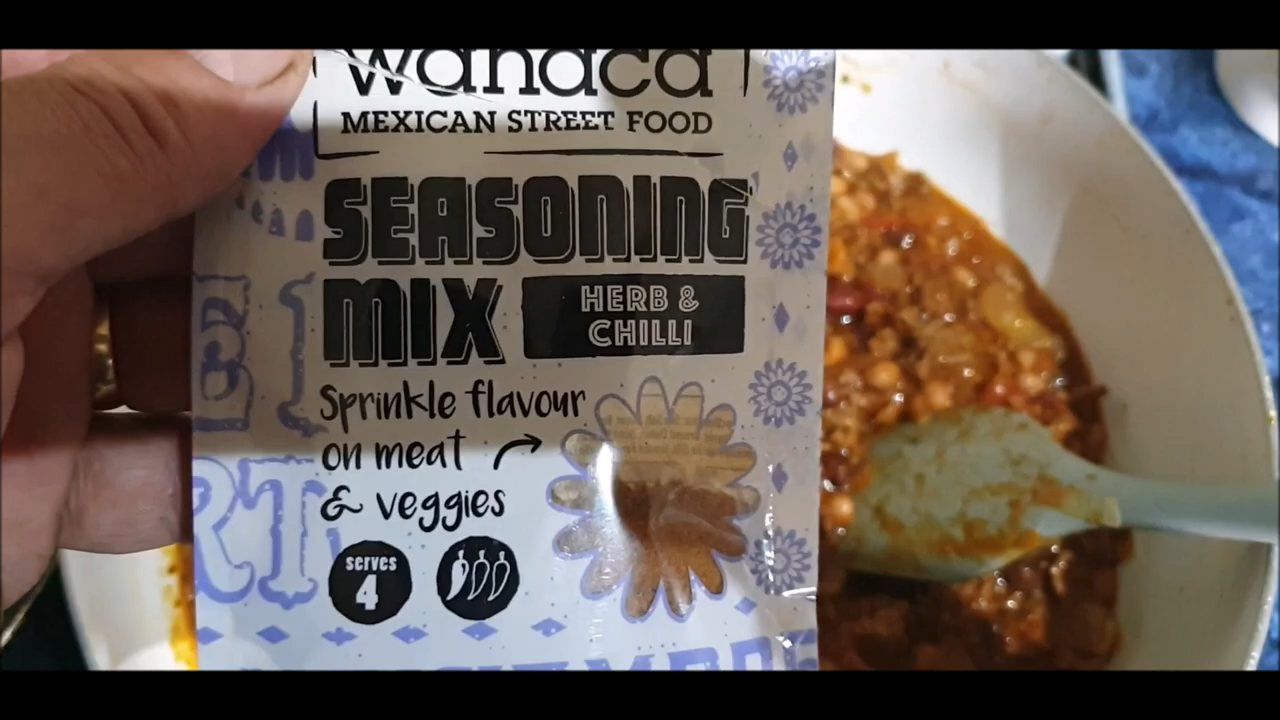 wahaca
MEXICAN STREET FOOD
SEASONING
MIX
HERB &
CHILLI
Sprinkle flavour
on meat
& veggies
serves
4